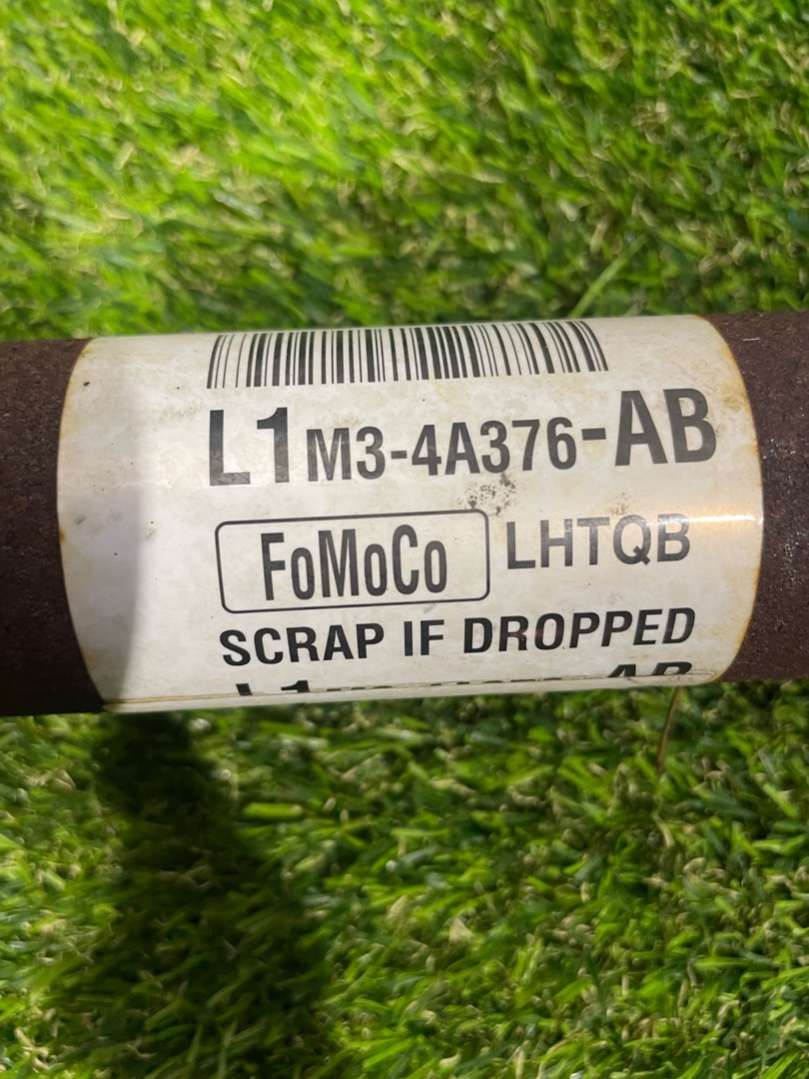 L1M3-4A376-AB
FoMoCo LHTQB
SCRAP IF DROPPED